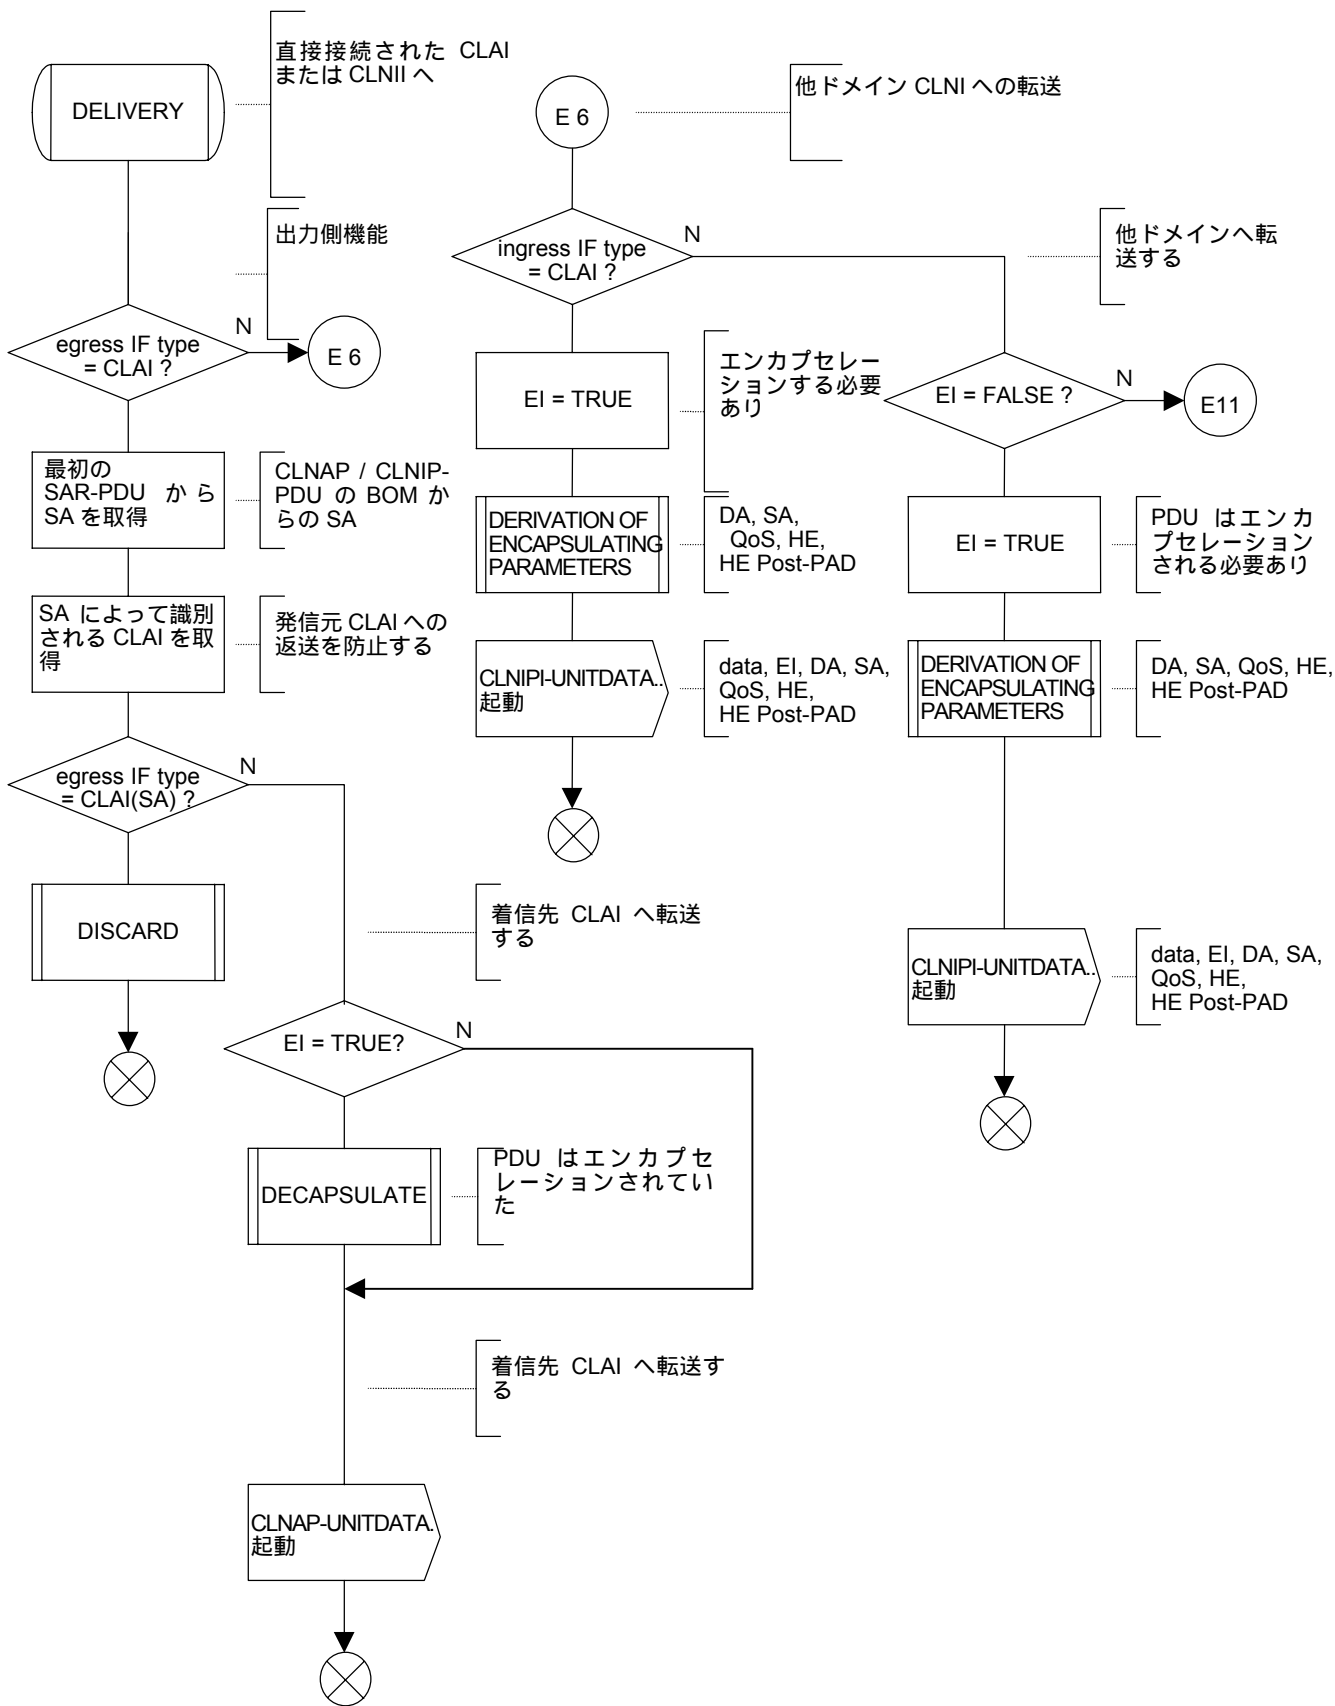 DELIVERY
直接接続された CLAI
または CLNII へ
出力側機能
egress IF type
= CLAI ?
N
E 6
最初の
SAR-PDU から
SA を取得
CLNAP / CLNIP-
PDU の BOM か
らの SA
SA によって識別
される CLAI を取
得
発信元 CLAI への
返送を防止する
egress IF type
= CLAI(SA) ?
N
DISCARD
着信先 CLAI へ転送
する
EI = TRUE?
N
DECAPSULATE
PDU はエンカプセ
レーションされてい
た
着信先 CLAI へ転送す
る
CLNAP-UNITDATA.
起動
E 6
他ドメイン CLNI への転送
ingress IF type
= CLAI ?
N
他ドメインへ転
送する
EI = TRUE
エンカプセレー
ションする必要
あり
DERIVATION OF
ENCAPSULATING
PARAMETERS
DA, SA,
QoS, HE,
HE Post-PAD
CLNIPI-UNITDATA..
起動
data, EI, DA, SA,
QoS, HE,
HE Post-PAD
EI = FALSE ?
N
E11
EI = TRUE
PDU はエンカ
プセレーション
される必要あり
DERIVATION OF
ENCAPSULATING
PARAMETERS
DA, SA, QoS, HE,
HE Post-PAD
CLNIPI-UNITDATA..
起動
data, EI, DA, SA,
QoS, HE,
HE Post-PAD